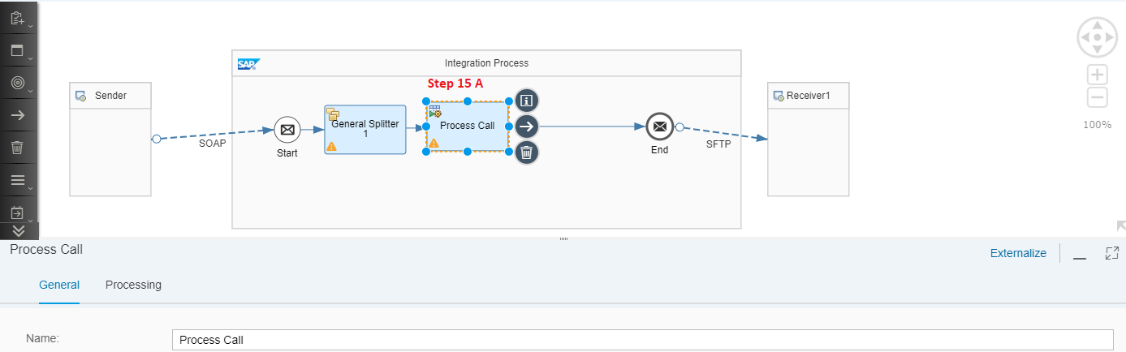 SAP
Integration Process
Step 15 A
Sender
Receiver1
General Splitter
1
Process Call
SOAP
Start
End
SFTP
100%
Process Call
Externalize
General
Processing
Name:
Process Call